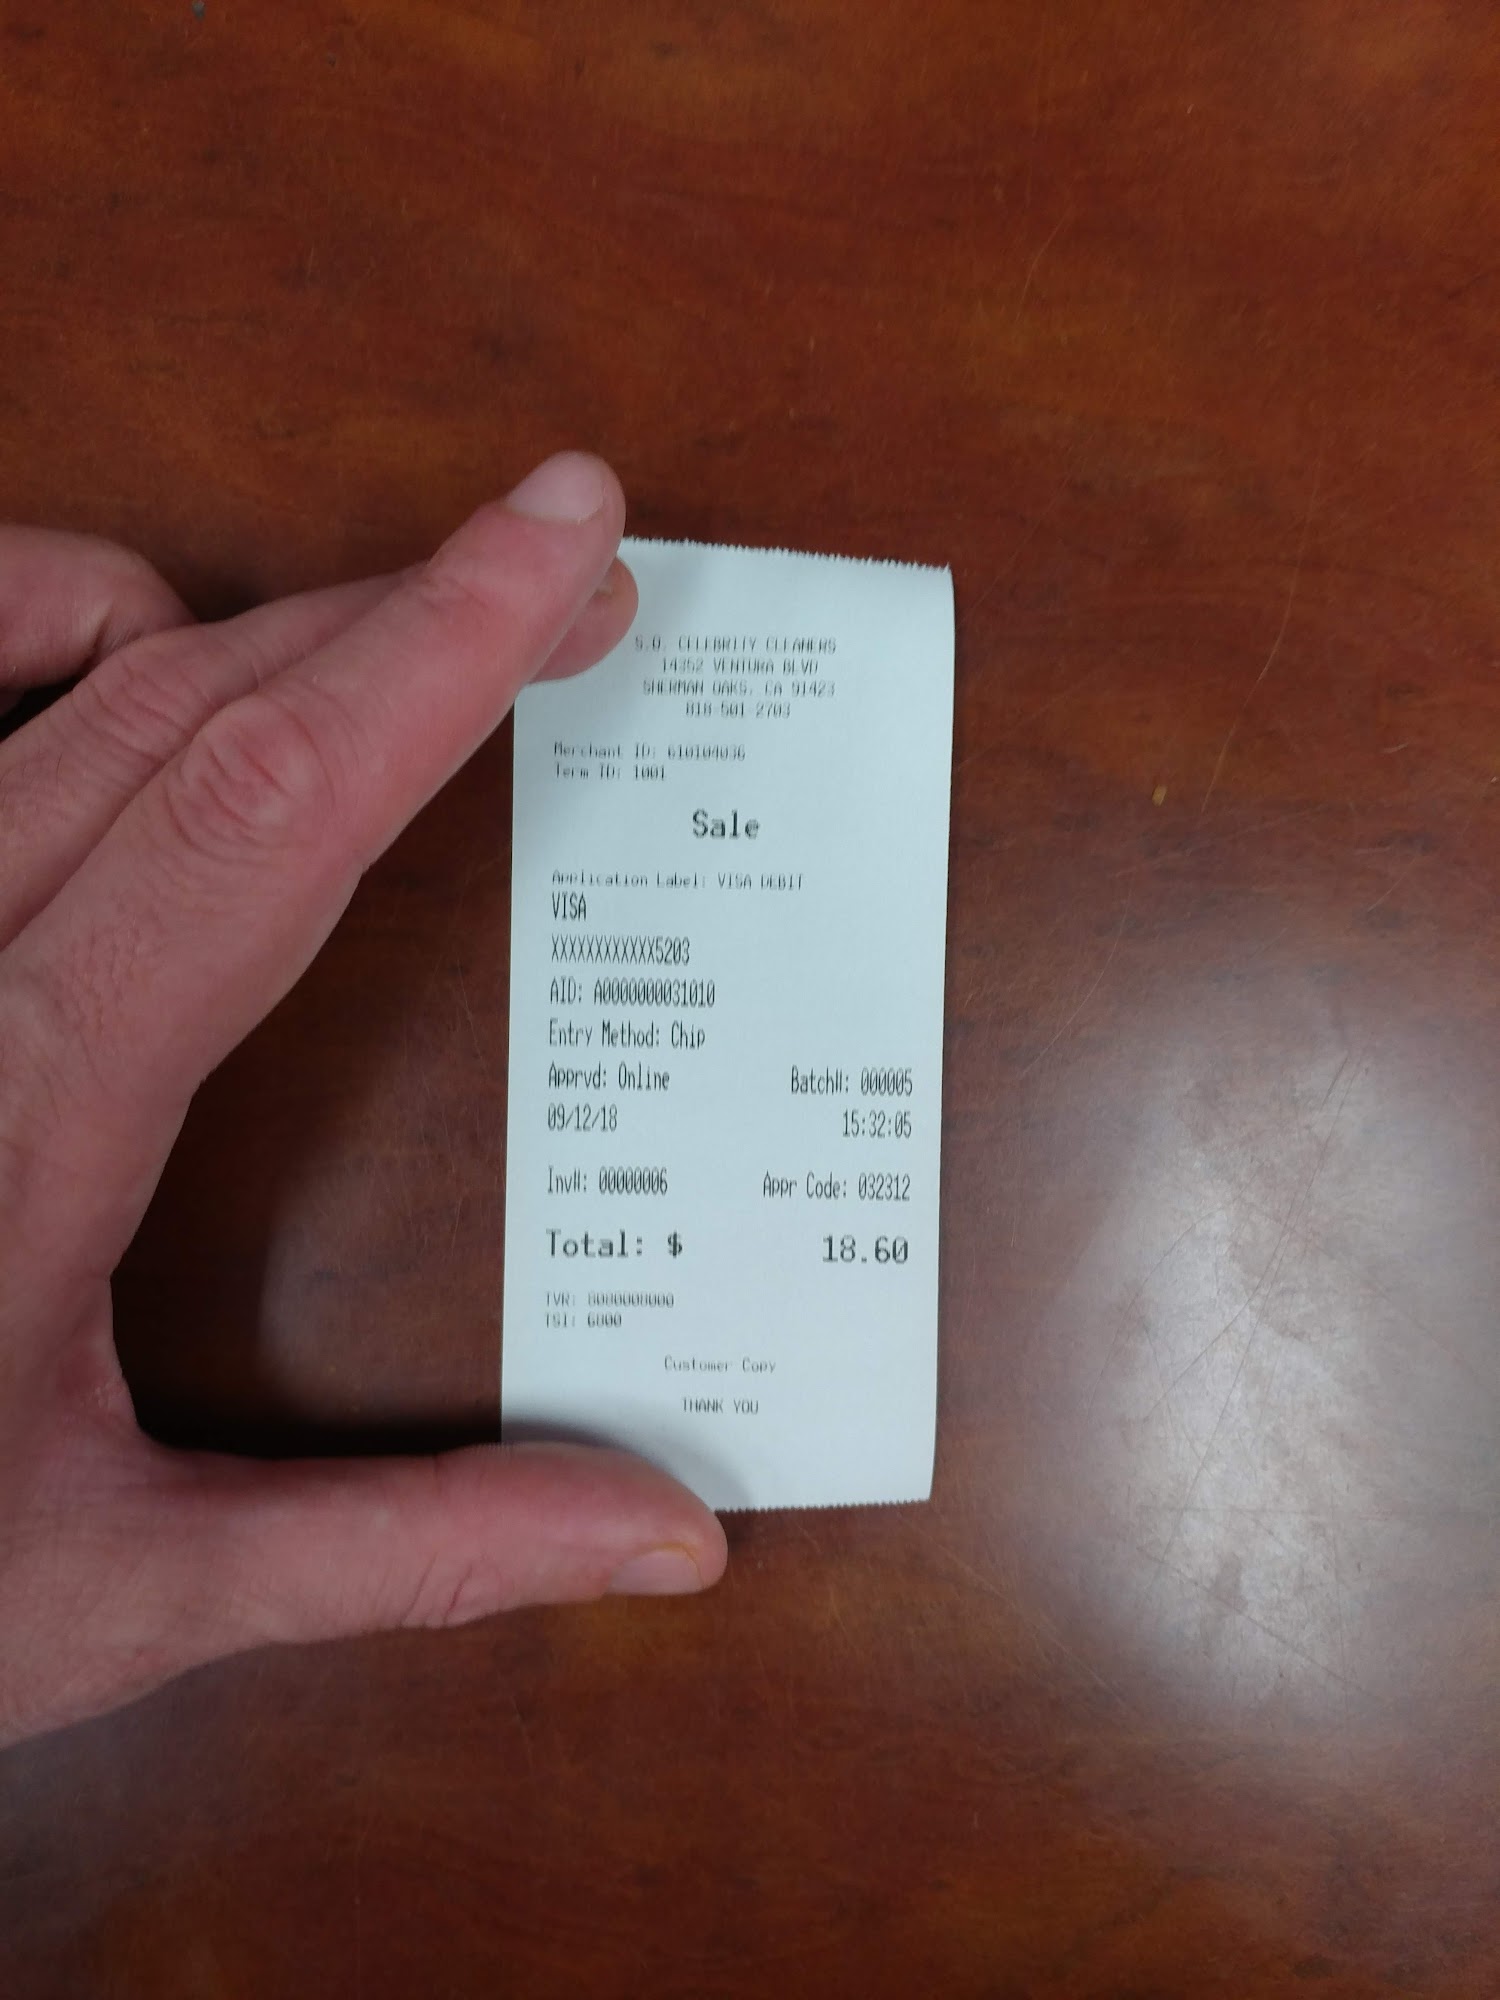 S.O. CELEBRITY CLEANERS
14352 VENTURA BLVD
SHERMAN OAKS, CA 91423
818-501-2703
Merchant ID: 610104036
Term ID: 1001
Sale
Application Label: VISA DEBIT
VISA
XXXXXXXXXXXX5203
AID: A0000000031010
Entry Method: Chip
Apprvd: Online Batch#: 000005
09/12/18 15:32:05
Inv#: 00000006 Appr Code: 032312
Total: $ 18.60
TVR: 8080008000
TSI: 6800
Customer Copy
THANK YOU